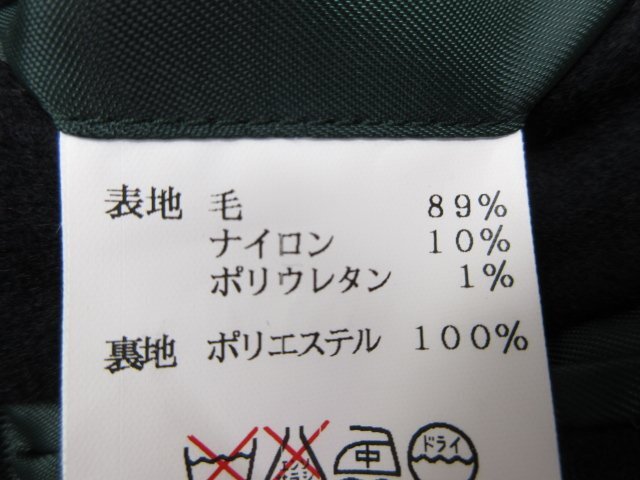 表地 毛 89%
ナイロン 10%
ポリウレタン 1%
裏地 ポリエステル 100%
中 ドライ